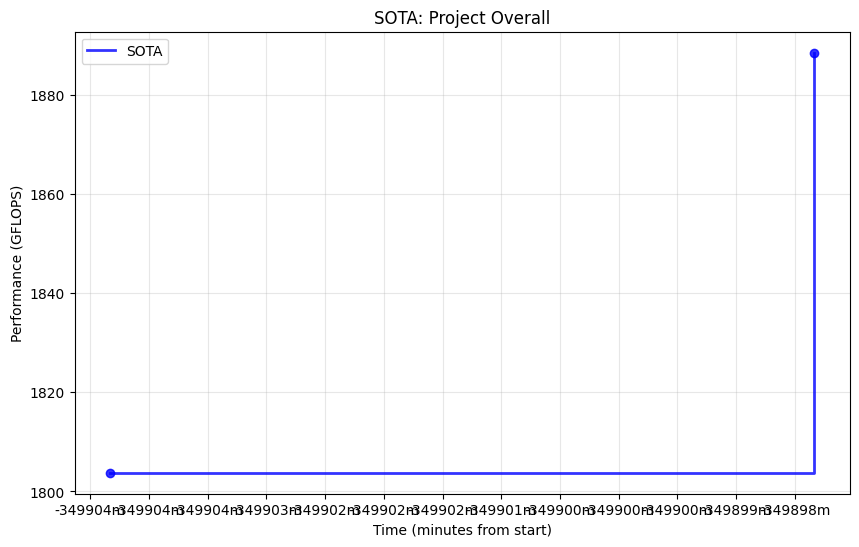 SOTA: Project Overall
SOTA
1880
1860
1840
1820
1800
Performance (GFLOPS)
-349904m -349904m -349904m -349903m -349902m -349902m -349902m -349901m -349900m -349900m -349900m -349899m -349898m
Time (minutes from start)